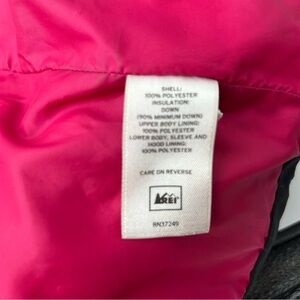 SHELL:
100% POLYESTER
INSULATION:
DOWN
(90% MINIMUM DOWN)
UPPER BODY LINING:
100% POLYESTER
LOWER BODY, SLEEVE AND
HOOD LINING:
100% POLYESTER
CARE ON REVERSE
REI
RN37249